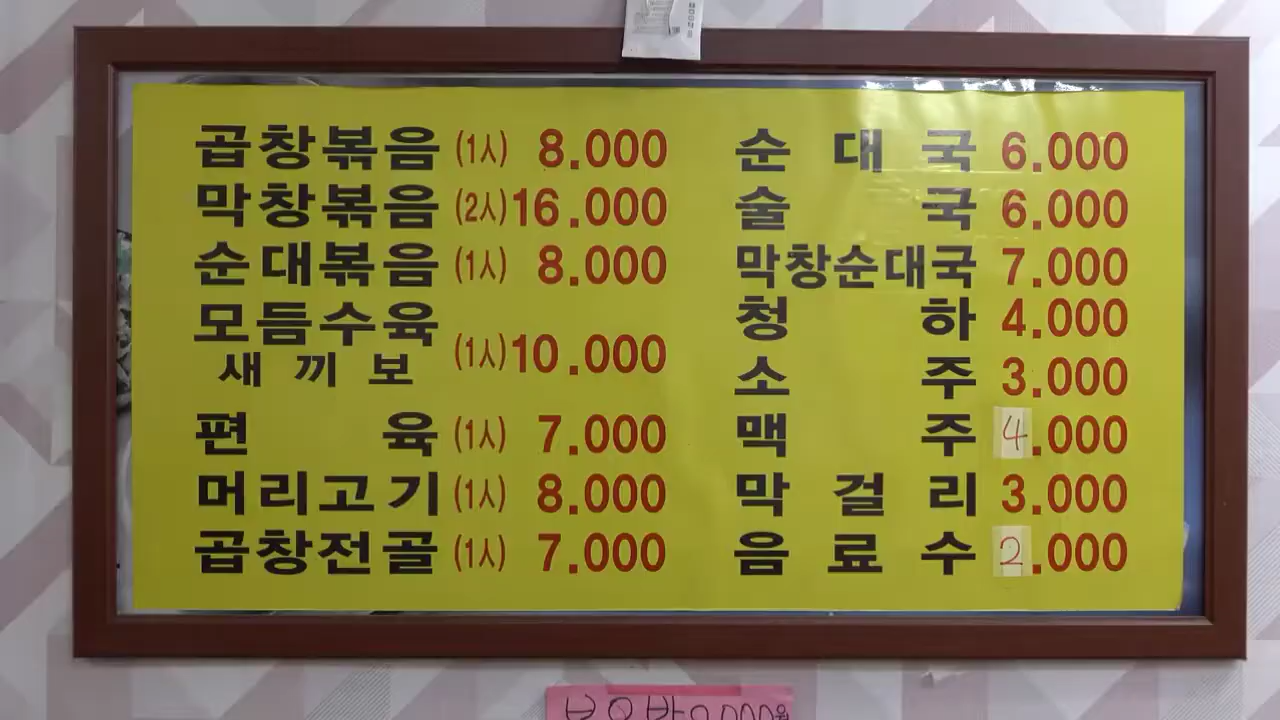 곱창볶음 (1人) 8.000
막창볶음 (2人) 16.000
순대볶음 (1人) 8.000
모듬수육
새끼보 (1人) 10.000
편육 (1人) 7.000
머리고기 (1人) 8.000
곱창전골 (1人) 7.000
순대국 6.000
술국 6.000
막창순대국 7.000
청하 4.000
소주 3.000
맥주 4.000
막걸리 3.000
음료수 2.000